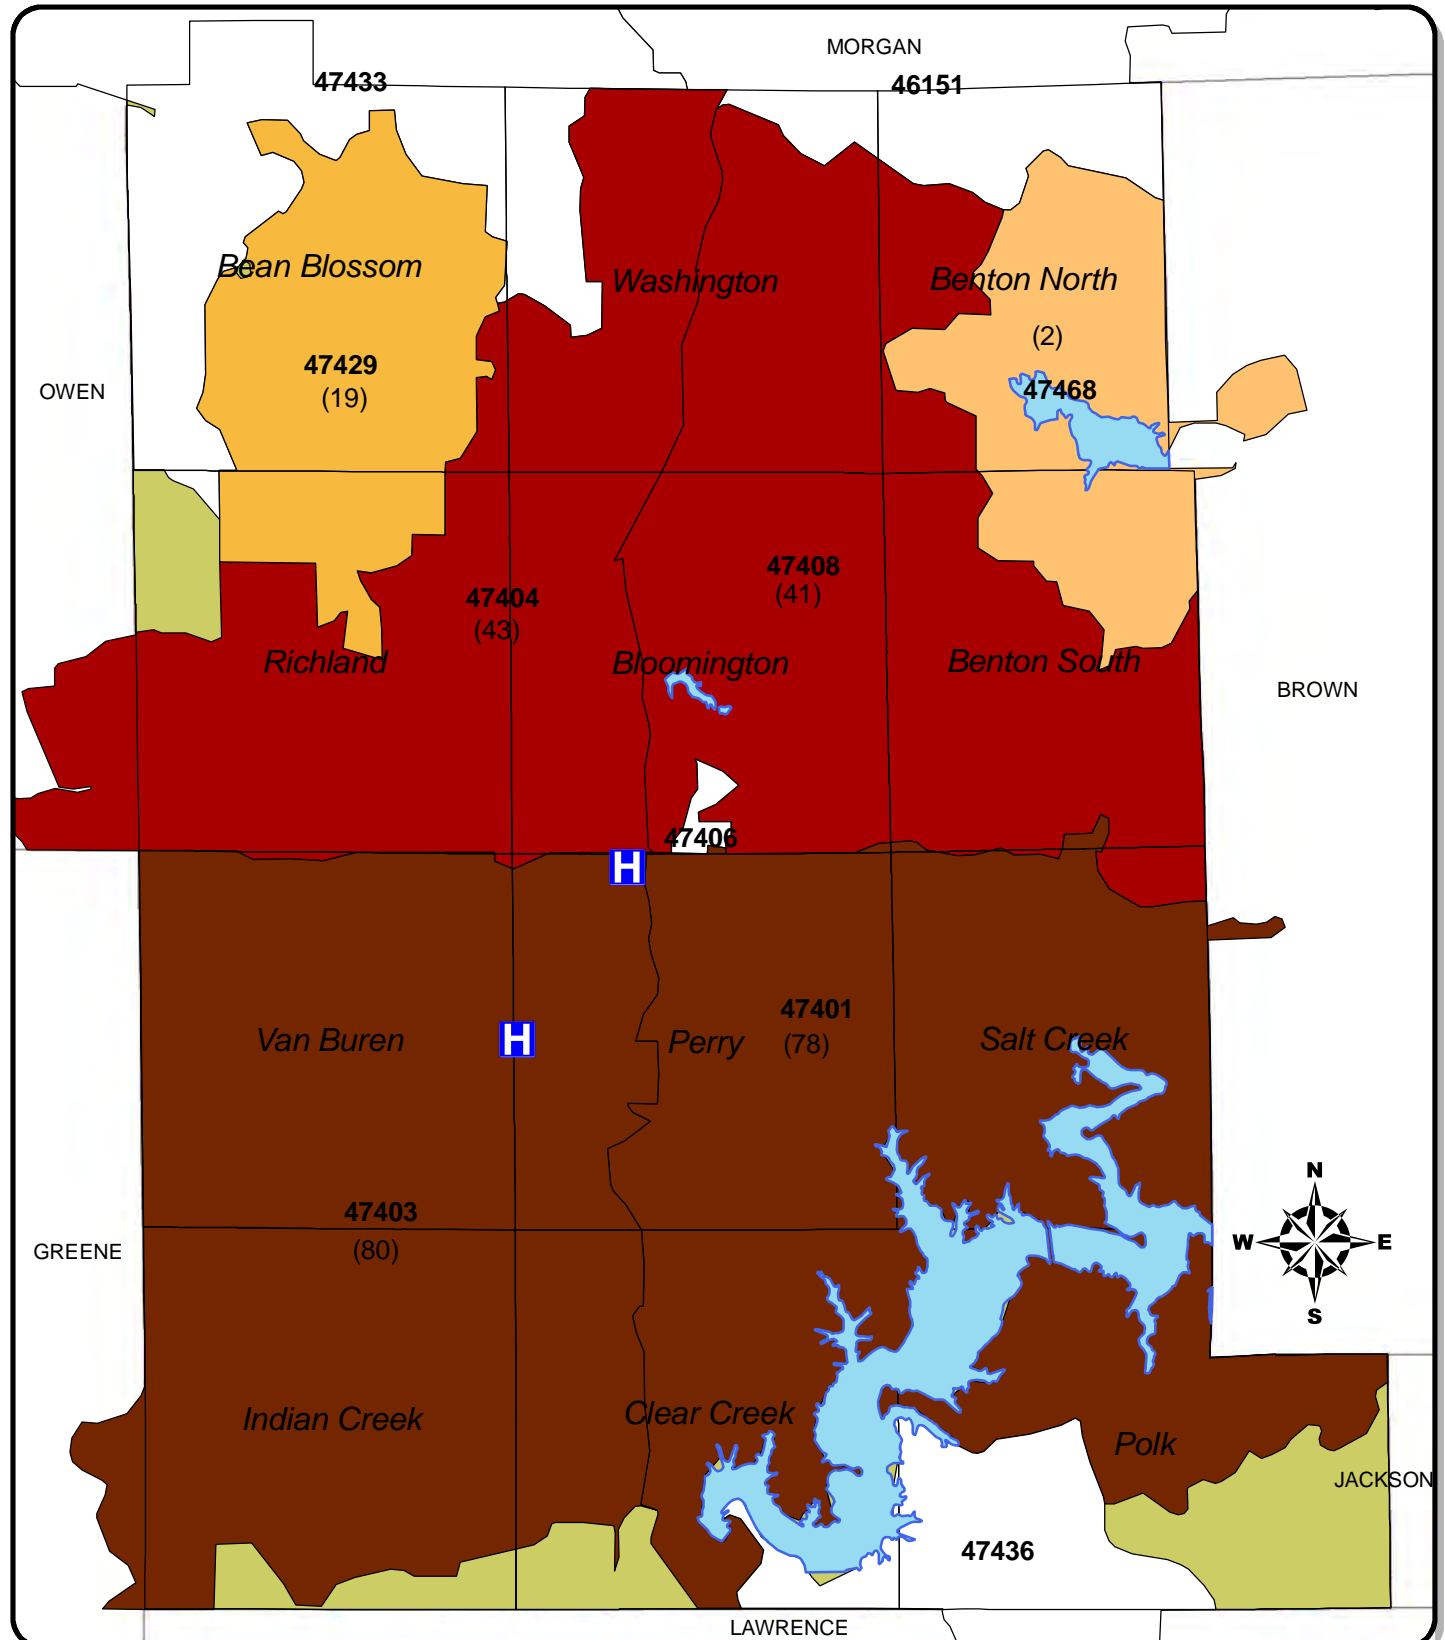 MORGAN
47433
46151
Bean Blossom
Washington
Benton North
(2)
47429
(19)
OWEN
47468
47408
(41)
47404
(43)
Richland
Bloomington
Benton South
BROWN
47406
H
47401
Van Buren
H
Perry
(78)
Salt Creek
N
47403
(80)
GREENE
W
E
S
Indian Creek
Clear Creek
Polk
JACKSON
47436
LAWRENCE